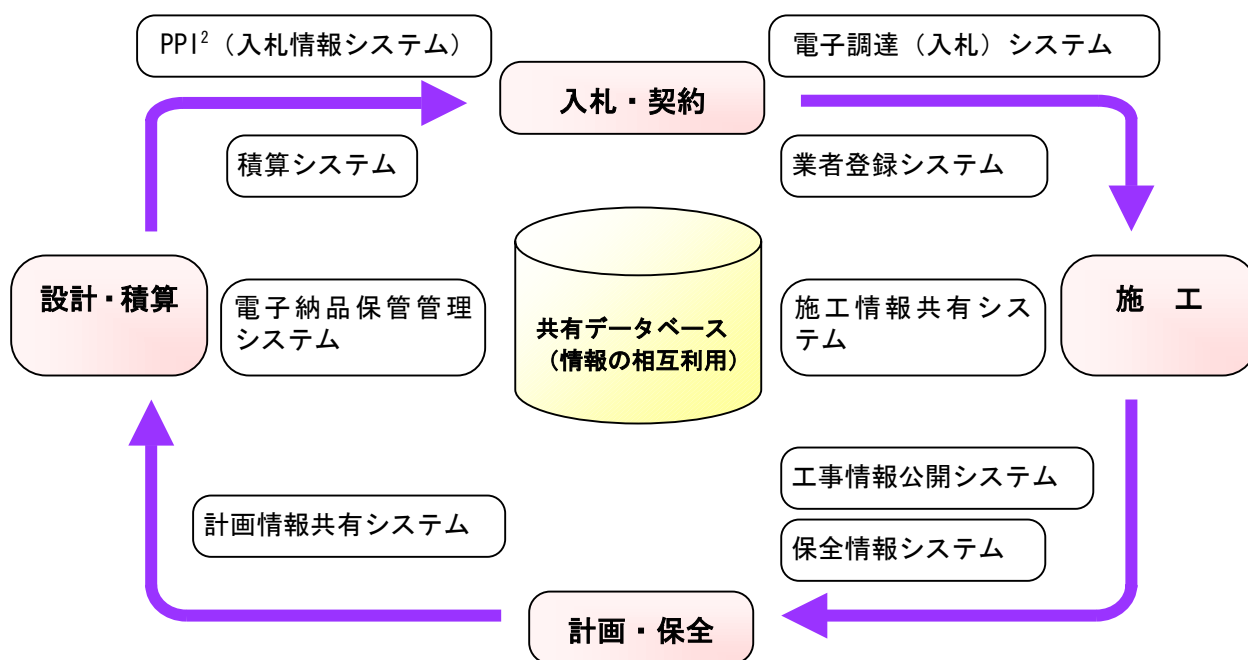 PPI²（入札情報システム）
電子調達（入札）システム
入札・契約
積算システム
業者登録システム
設計・積算
電子納品保管管理
システム
共有データベース
（情報の相互利用）
施工情報共有シス
テム
施　工
工事情報公開システム
計画情報共有システム
保全情報システム
計画・保全